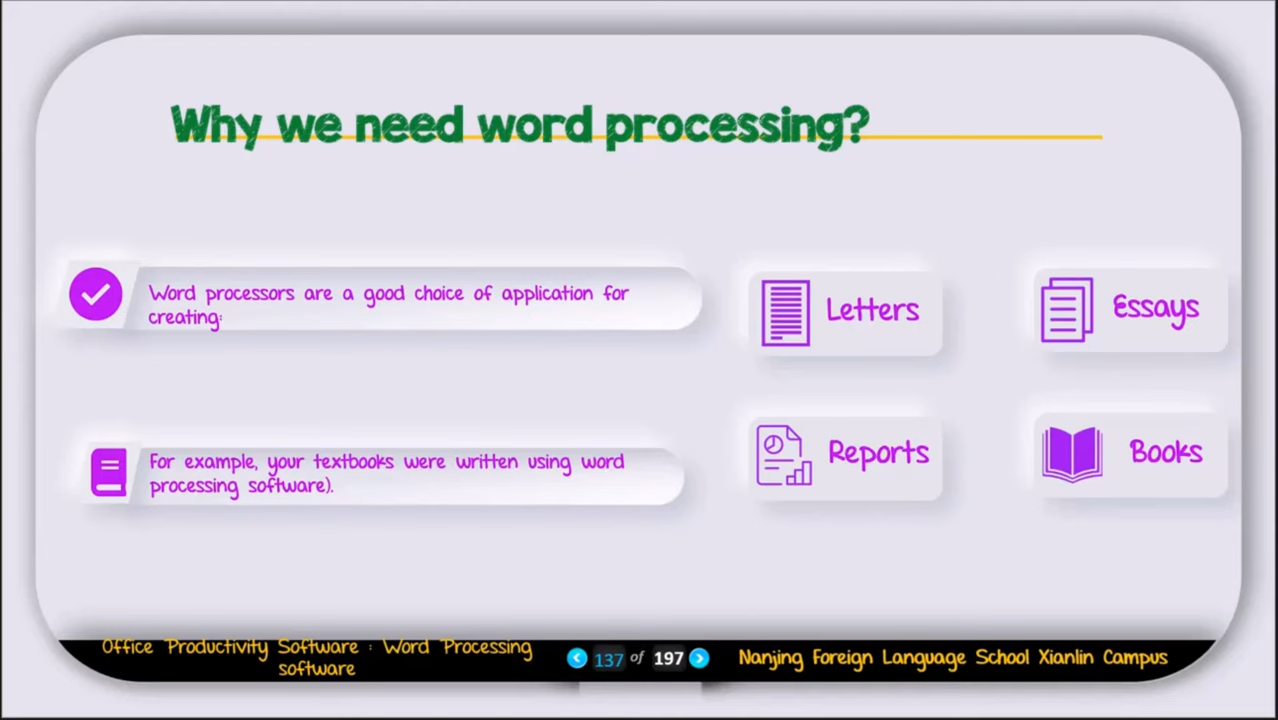 Why we need word processing?
Word processors are a good choice of application for
creating:
Letters
Essays
For example, your textbooks were written using word
processing software).
Reports
Books
Office Productivity Software : Word Processing
software
137 of 197
Nanjing Foreign Language School Xianlin Campus